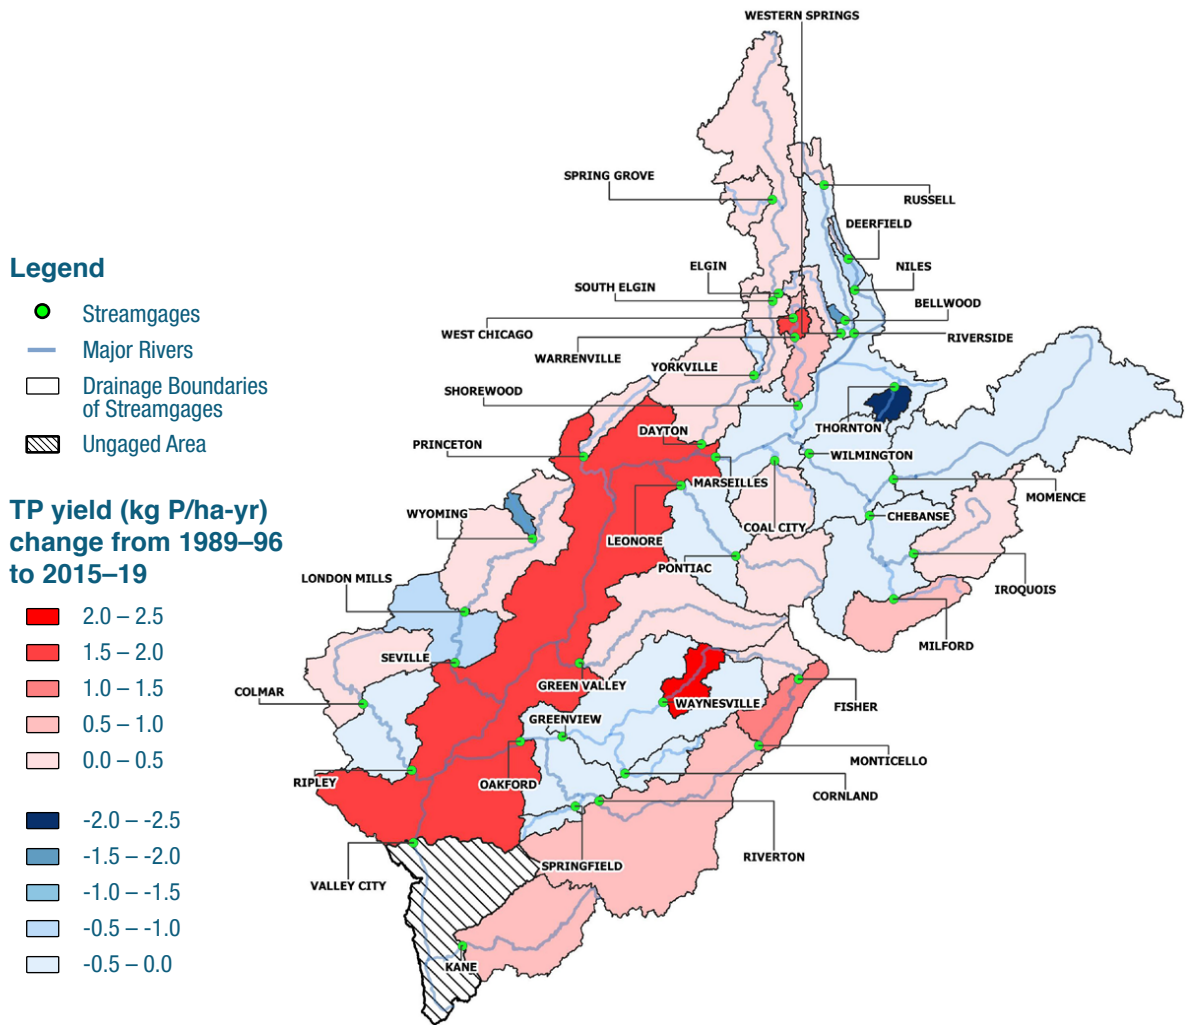 WESTERN SPRINGS
SPRING GROVE
RUSSELL
DEERFIELD
ELGIN
NILES
SOUTH ELGIN
BELLWOOD
WEST CHICAGO
RIVERSIDE
WARRENVILLE
YORKVILLE
SHOREWOOD
THORNTON
DAYTON
PRINCETON
WILMINGTON
MARSEILLES
MOMENCE
WYOMING
CHEBANSE
COAL CITY
LEONORE
PONTIAC
LONDON MILLS
IROQUOIS
MILFORD
SEVILLE
GREEN VALLEY
COLMAR
WAYNESVILLE
FISHER
GREENVIEW
MONTICELLO
RIPLEY
OAKFORD
CORNLAND
RIVERTON
SPRINGFIELD
VALLEY CITY
KANE
Legend
Streamgages
Major Rivers
Drainage Boundaries
of Streamgages
Ungaged Area
TP yield (kg P/ha-yr)
change from 1989–96
to 2015–19
2.0 – 2.5
1.5 – 2.0
1.0 – 1.5
0.5 – 1.0
0.0 – 0.5
-2.0 – -2.5
-1.5 – -2.0
-1.0 – -1.5
-0.5 – -1.0
-0.5 – 0.0